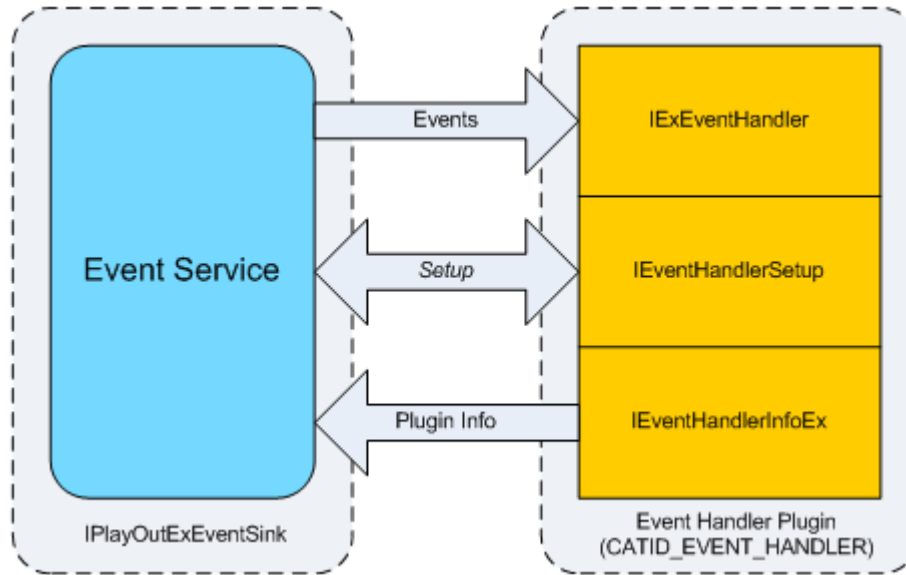 Events
IExEventHandler
Event Service
Setup
IEventHandlerSetup
Plugin Info
IEventHandlerInfoEx
IPlayOutExEventSink
Event Handler Plugin
(CATID_EVENT_HANDLER)